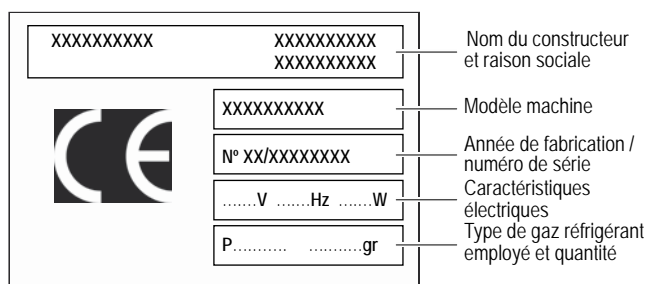 XXXXXXXXXX XXXXXXXXXX
XXXXXXXXXX
Nom du constructeur
et raison sociale
CE
XXXXXXXXXX
Modèle machine
Nº XX/XXXXXXXX
Année de fabrication /
numéro de série
.......V .......Hz .......W
Caractéristiques
électriques
P........... ...........gr
Type de gaz réfrigérant
employé et quantité